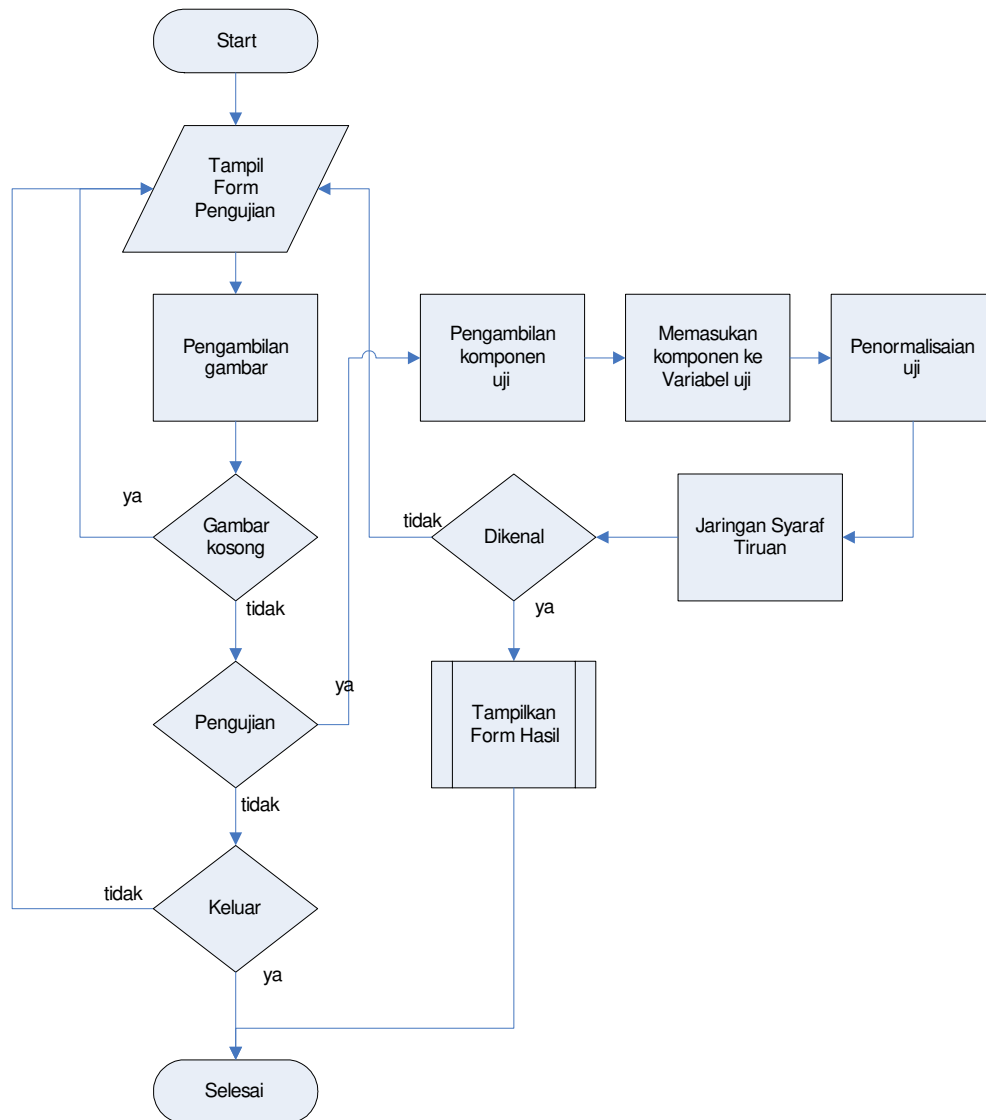 Start
Tampil
Form
Pengujian
Pengambilan
gambar
Pengambilan
komponen
uji
Memasukan
komponen ke
Variabel uji
Penormalisaian
uji
ya
Gambar
kosong
tidak
tidak
Dikenal
ya
Jaringan Syaraf
Tiruan
Pengujian
ya
tidak
Tampilkan
Form Hasil
tidak
Keluar
ya
Selesai